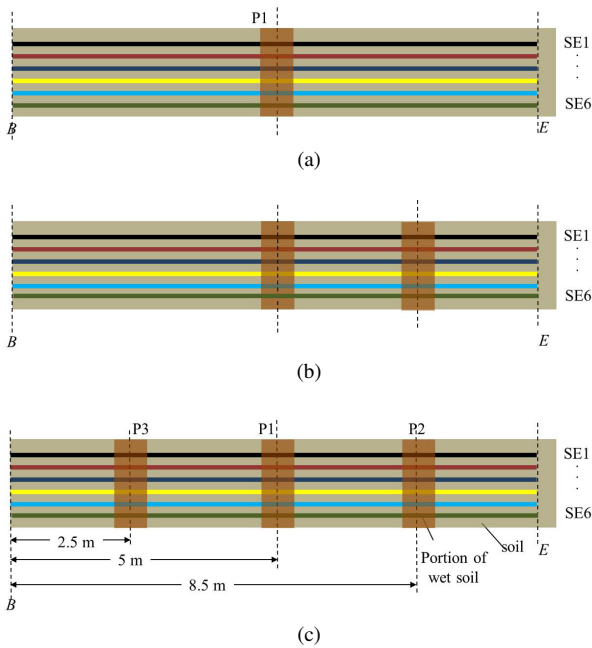 P1
SE1
.
.
.
SE6
B
E
(a)
SE1
.
.
.
SE6
B
E
(b)
P3
P1
P2
SE1
.
.
.
SE6
2.5 m
5 m
8.5 m
Portion of
wet soil
soil
E
B
(c)